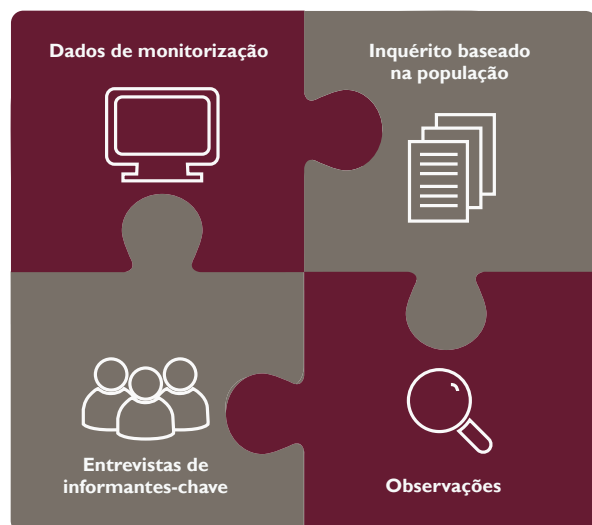 Dados de monitorização
Inquérito baseado
na população
Entrevistas de
informantes-chave
Observações